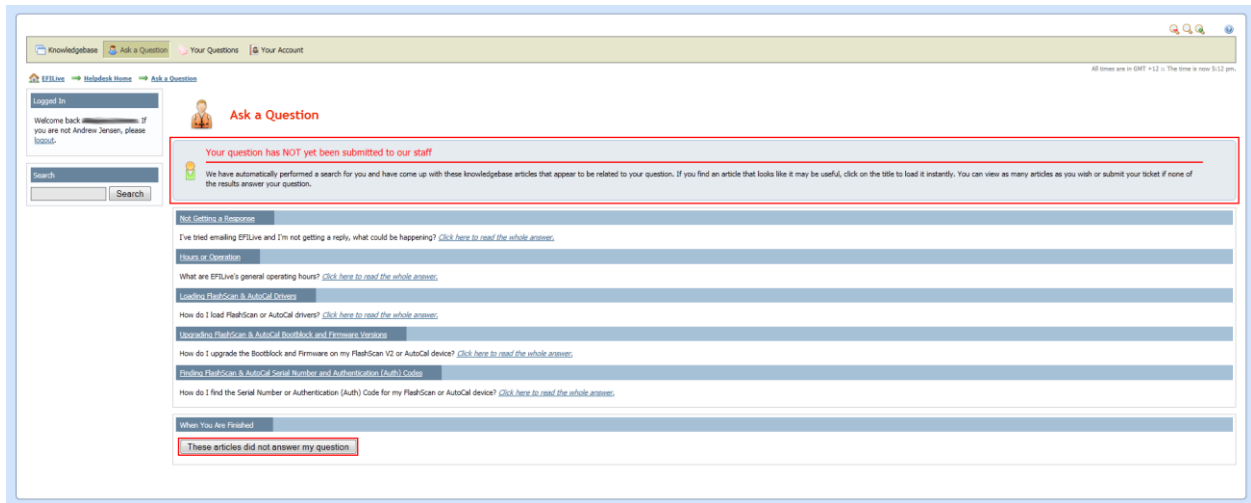 Knowledgebase Ask a Question Your Questions Your Account
All times are in GMT +12 :: The time is now 5:12 pm.
EFILive Helpdesk Home Ask a Question
Logged In
Welcome back If
you are not Andrew Jensen, please
logout.
Search
Search
Ask a Question
Your question has NOT yet been submitted to our staff
We have automatically performed a search for you and have come up with these knowledgebase articles that appear to be related to your question. If you find an article that looks like it may be useful, click on the title to load it instantly. You can view as many articles as you wish or submit your ticket if none of
the results answer your question.
Not Getting a Response
I've tried emailing EFILive and I'm not getting a reply, what could be happening? Click here to read the whole answer.
Hours or Operation
What are EFILive's general operating hours? Click here to read the whole answer.
Loading FlashScan & AutoCal Drivers
How do I load FlashScan or AutoCal drivers? Click here to read the whole answer.
Upgrading FlashScan & AutoCal Bootblock and Firmware Versions
How do I upgrade the Bootblock and Firmware on my FlashScan V2 or AutoCal device? Click here to read the whole answer.
Finding FlashScan & AutoCal Serial Number and Authentication (Auth) Codes
How do I find the Serial Number or Authentication (Auth) Code for my FlashScan or AutoCal device? Click here to read the whole answer.
When You Are Finished
These articles did not answer my question